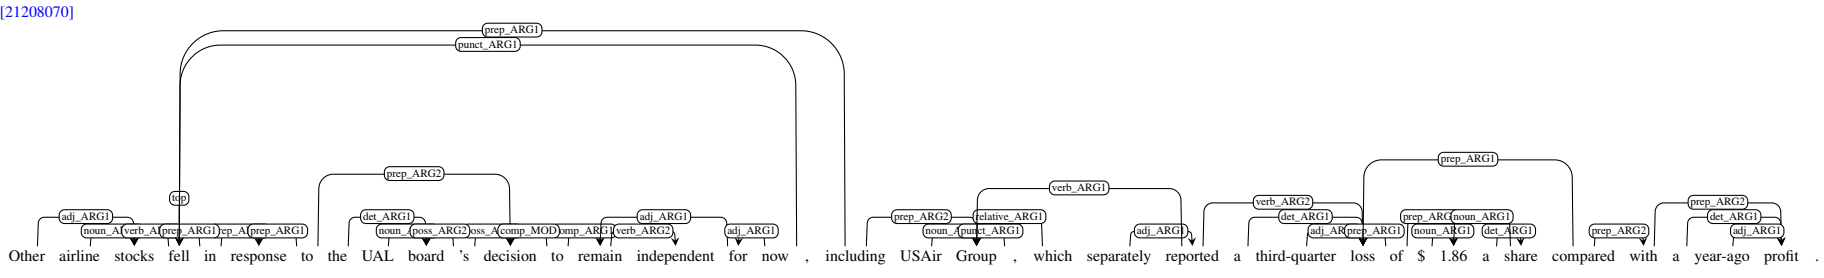 [21208070]
prep_ARG1
punct_ARG1
prep_ARG1
prep_ARG2
verb_ARG1
top
verb_ARG2
prep_ARG2
adj_ARG1 det_ARG1 adj_ARG1 prep_ARG2 relative_ARG1 det_ARG1 prep_ARG noun_ARG1 det_ARG1
prep_ARG1 prep_ARG1 poss_ARG2 comp_MOD verb_ARG2 adj_ARG1 punct_ARG1 adj_ARG1 prep_ARG1 noun_ARG1 det_ARG1 prep_ARG2 adj_ARG1
Other airline stocks fell in response to the UAL board 's decision to remain independent for now , including USAir Group , which separately reported a third-quarter loss of $ 1.86 a share compared with a year-ago profit .